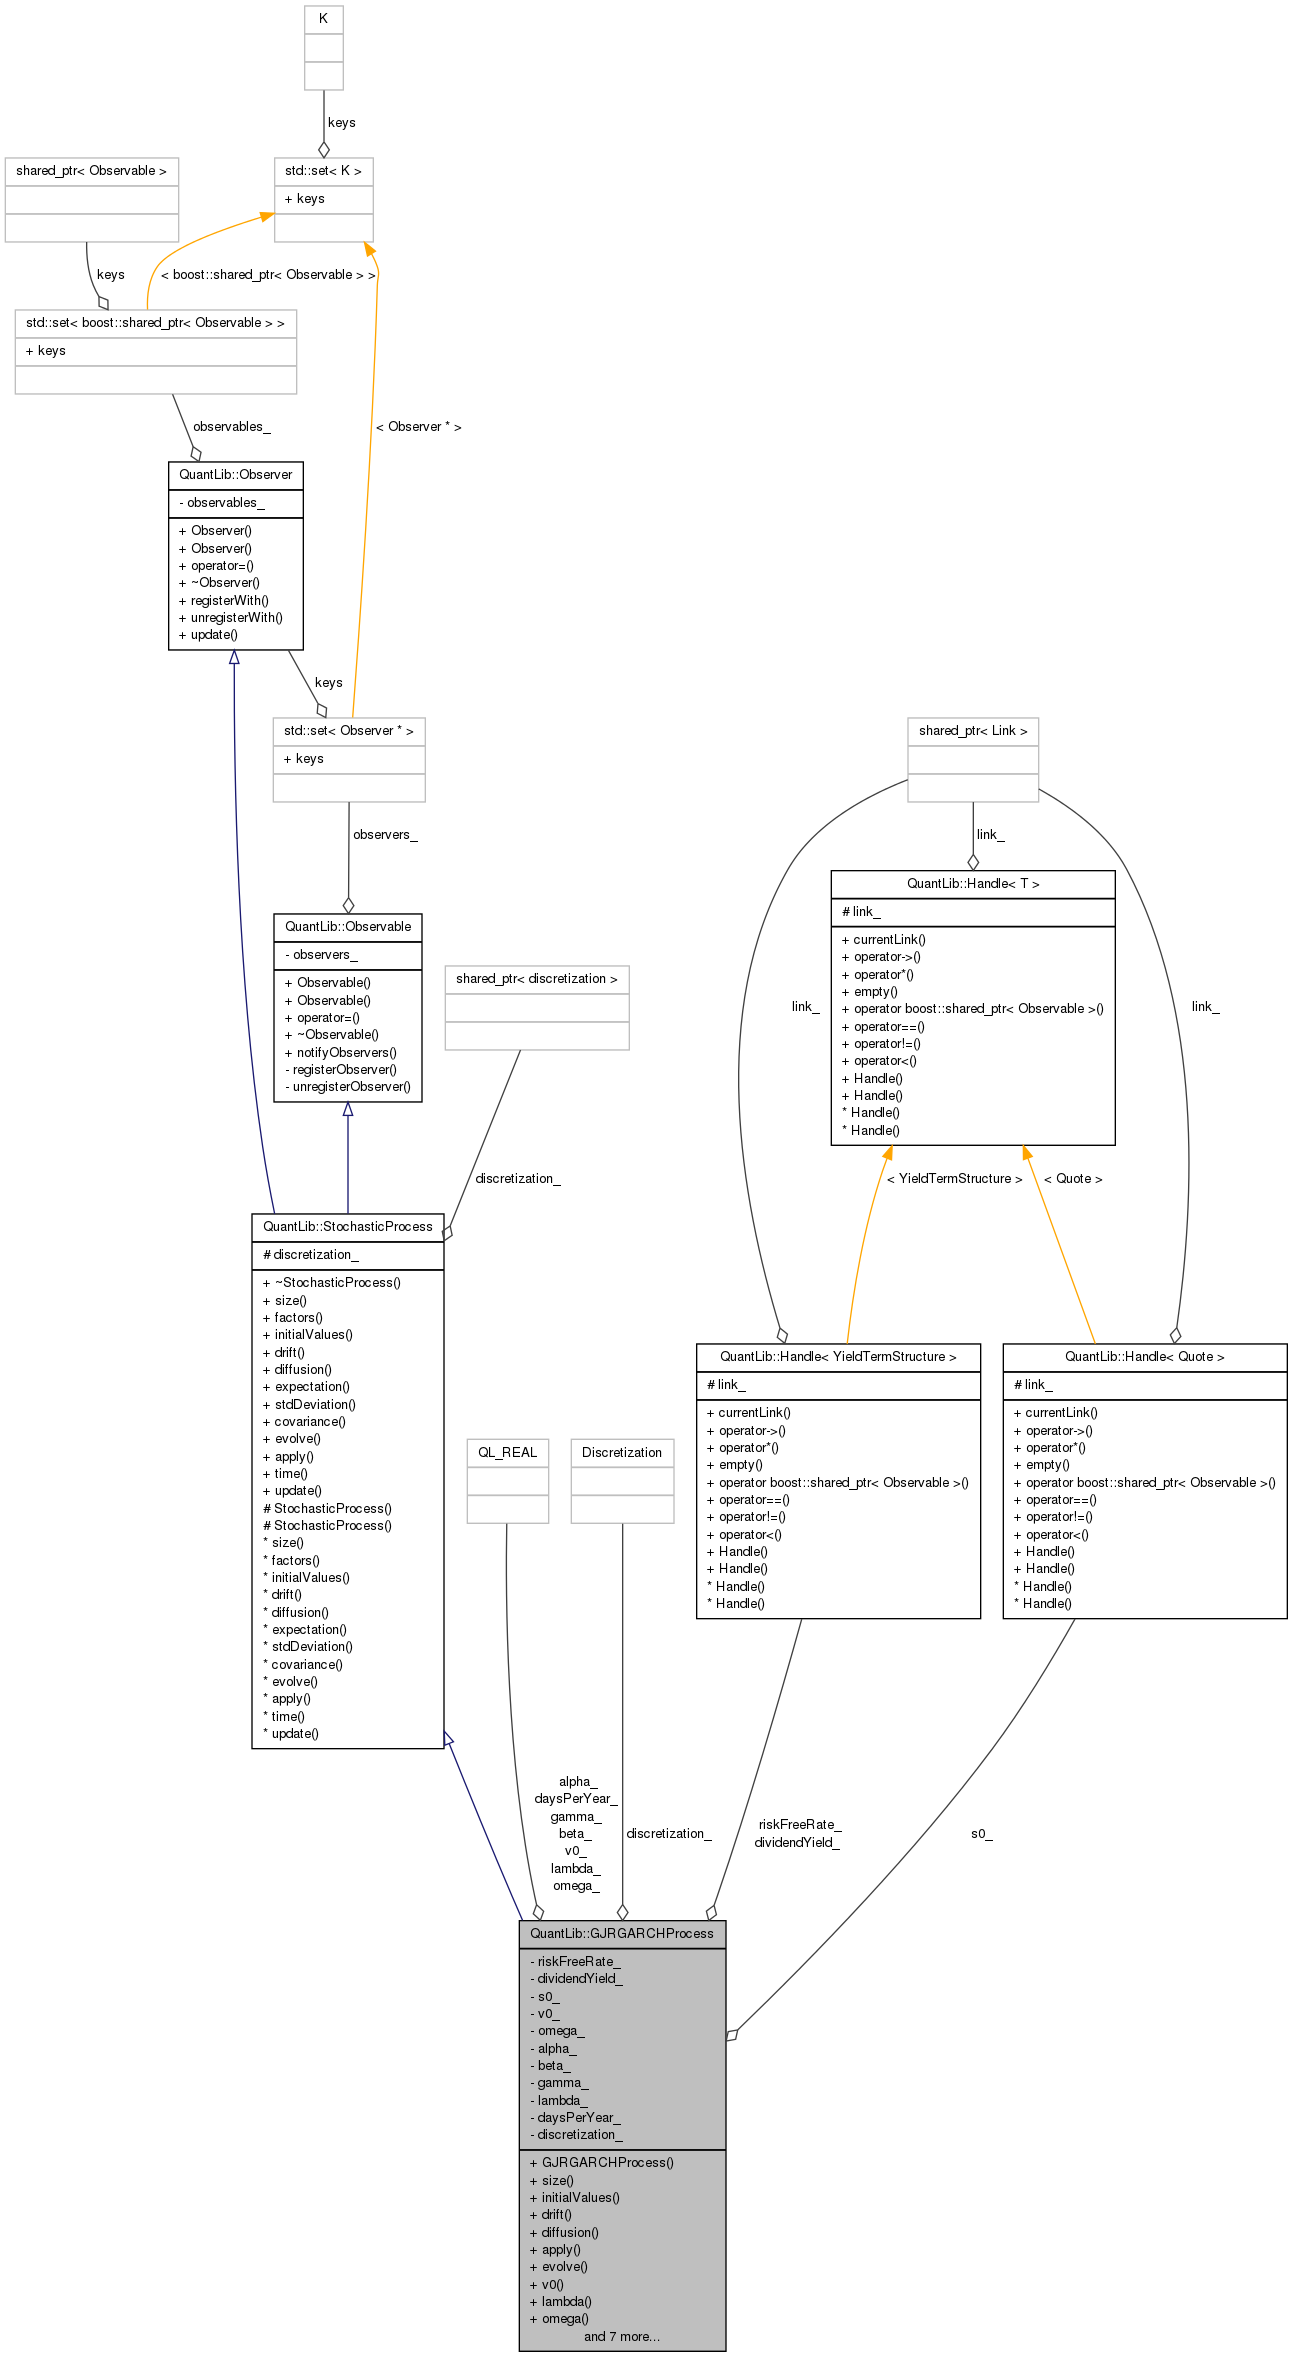 K
keys
shared_ptr< Observable >
std::set< K >
+ keys
keys
< boost::shared_ptr< Observable > >
std::set< boost::shared_ptr< Observable > >
+ keys
observables_
< Observer * >
QuantLib::Observer
- observables_
+ Observer()
+ Observer()
+ operator=()
+ ~Observer()
+ registerWith()
+ unregisterWith()
+ update()
keys
std::set< Observer * >
+ keys
observers_
QuantLib::Observable
- observers_
+ Observable()
+ Observable()
+ operator=()
+ ~Observable()
+ notifyObservers()
- registerObserver()
- unregisterObserver()
shared_ptr< discretization >
discretization_
shared_ptr< Link >
link_
link_
link_
QuantLib::Handle< T >
# link_
+ currentLink()
+ operator->()
+ operator*()
+ empty()
+ operator boost::shared_ptr< Observable >()
+ operator==()
+ operator!=()
+ operator<()
+ Handle()
+ Handle()
* Handle()
* Handle()
< YieldTermStructure >
< Quote >
QuantLib::StochasticProcess
# discretization_
+ ~StochasticProcess()
+ size()
+ factors()
+ initialValues()
+ drift()
+ diffusion()
+ expectation()
+ stdDeviation()
+ covariance()
+ evolve()
+ apply()
+ time()
+ update()
# StochasticProcess()
# StochasticProcess()
* size()
* factors()
* initialValues()
* drift()
* diffusion()
* expectation()
* stdDeviation()
* covariance()
* evolve()
* apply()
* time()
* update()
QL_REAL
Discretization
QuantLib::Handle< YieldTermStructure >
# link_
+ currentLink()
+ operator->()
+ operator*()
+ empty()
+ operator boost::shared_ptr< Observable >()
+ operator==()
+ operator!=()
+ operator<()
+ Handle()
+ Handle()
* Handle()
* Handle()
QuantLib::Handle< Quote >
# link_
+ currentLink()
+ operator->()
+ operator*()
+ empty()
+ operator boost::shared_ptr< Observable >()
+ operator==()
+ operator!=()
+ operator<()
+ Handle()
+ Handle()
* Handle()
* Handle()
alpha_
daysPerYear_
gamma_
beta_
v0_
lambda_
omega_
discretization_
riskFreeRate_
dividendYield_
s0_
QuantLib::GJRGARCHProcess
- riskFreeRate_
- dividendYield_
- s0_
- v0_
- omega_
- alpha_
- beta_
- gamma_
- lambda_
- daysPerYear_
- discretization_
+ GJRGARCHProcess()
+ size()
+ initialValues()
+ drift()
+ diffusion()
+ apply()
+ evolve()
+ v0()
+ lambda()
+ omega()
and 7 more...